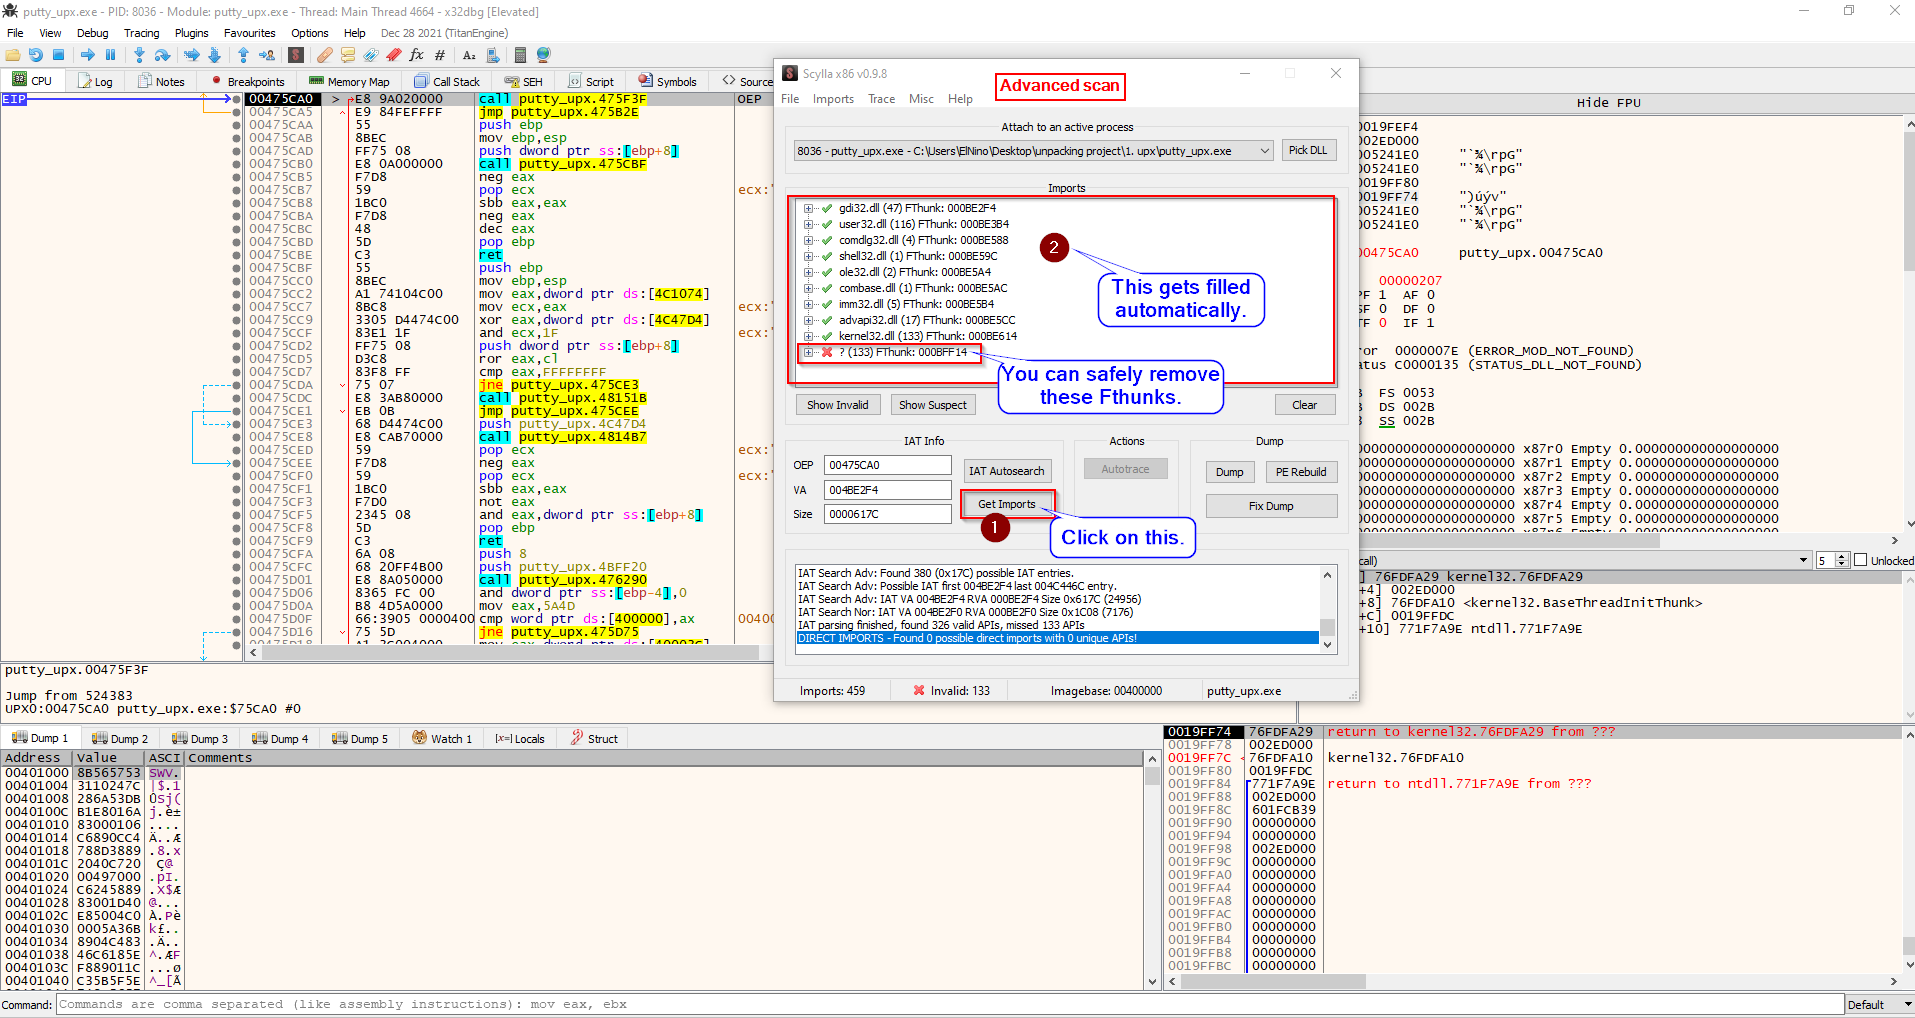 putty_upx.exe - PID: 8036 - Module: putty_upx.exe - Thread: Main Thread 4664 - x32dbg [Elevated]
File View Debug Tracing Plugins Favourites Options Help Dec 28 2021 (TitanEngine)
CPU Log Notes Breakpoints Memory Map Call Stack SEH Script Symbols Source
EIP
00475CA0 > E8 9A020000 call putty_upx.475F3F OEP
00475CA5 E9 84FEFFFF jmp putty_upx.475B2E
55 push ebp
00475CAB 8BEC mov ebp,esp
00475CAD FF75 08 push dword ptr ss:[ebp+8]
00475CB0 E8 0A000000 call putty_upx.475CBF
00475CB5 F7D8 neg eax
00475CB7 59 pop ecx ecx:"
00475CB8 1BC0 sbb eax,eax
00475CBA F7D8 neg eax
00475CBC 48 dec eax
00475CBD 5D pop ebp
00475CBE C3 ret
00475CBF 55 push ebp
00475CC0 8BEC mov ebp,esp
00475CC2 A1 74104C00 mov eax,dword ptr ds:[4C1074]
00475CC7 8BC8 mov ecx,eax ecx:"
00475CC9 3305 D4474C00 xor eax,dword ptr ds:[4C47D4]
00475CCF 83E1 1F and ecx,1F ecx:"
00475CD2 FF75 08 push dword ptr ss:[ebp+8]
00475CD5 D3C8 ror eax,cl
00475CD7 83F8 FF cmp eax,FFFFFFFF
00475CDA 75 07 jne putty_upx.475CE3
00475CDC E8 3AB80000 call putty_upx.48151B
00475CE1 EB 0B jmp putty_upx.475CEE
00475CE3 68 D4474C00 push putty_upx.4C47D4
00475CE8 E8 CAB70000 call putty_upx.4814B7
00475CED 59 pop ecx ecx:"
00475CEE F7D8 neg eax
00475CF0 59 pop ecx ecx:"
00475CF1 1BC0 sbb eax,eax
00475CF3 F7D0 not eax
00475CF5 2345 08 and eax,dword ptr ss:[ebp+8]
00475CF8 5D pop ebp
00475CF9 C3 ret
00475CFA 6A 08 push 8
00475CFC 68 20FF4B00 push putty_upx.4BFF20
00475D01 E8 8A050000 call putty_upx.476290
00475D06 8365 FC 00 and dword ptr ss:[ebp-4],0
00475D0A B8 4D5A0000 mov eax,5A4D
00475D0F 66:3905 0000400 cmp word ptr ds:[400000],ax 00400
00475D16 75 5D jne putty_upx.475D75
putty_upx.00475F3F
Jump from 524383
UPX0:00475CA0 putty_upx.exe:$75CA0 #0
Scylla x86 v0.9.8
Advanced scan
File Imports Trace Misc Help
Attach to an active process
8036 - putty_upx.exe - C:\Users\ElNino\Desktop\unpacking project\1. upx\putty_upx.exe
Pick DLL
Imports
gdi32.dll (47) FThunk: 000BE2F4
user32.dll (116) FThunk: 000BE3B4
comdlg32.dll (4) FThunk: 000BE588
shell32.dll (1) FThunk: 000BE59C
ole32.dll (2) FThunk: 000BE5A4
combase.dll (1) FThunk: 000BE5AC
imm32.dll (5) FThunk: 000BE5B4
advapi32.dll (17) FThunk: 000BE5CC
kernel32.dll (133) FThunk: 000BE614
? (133) FThunk: 000BFF14
2
This gets filled
automatically.
You can safely remove
these Fthunks.
Show Invalid Show Suspect Clear
IAT Info Actions Dump
OEP 00475CA0 IAT Autosearch Autotrace Dump PE Rebuild
VA 004BE2F4
Size 0000617C Get Imports Fix Dump
1
Click on this.
IAT Search Adv: Found 380 (0x17C) possible IAT entries.
IAT Search Adv: Possible IAT first 004BE2F4 last 004C446C entry.
IAT Search Adv: IAT VA 004BE2F4 RVA 000BE2F4 Size 0x617C (24956)
IAT Search Nor: IAT VA 004BE2F0 RVA 000BE2F0 Size 0x1C08 (7176)
IAT parsing finished, found 326 valid APIs, missed 133 APIs
DIRECT IMPORTS - Found 0 possible direct imports with 0 unique APIs!
Imports: 459 Invalid: 133 Imagebase: 00400000 putty_upx.exe
Hide FPU
0019FEF4
002ED000
005241E0 "`¾\rpG"
005241E0 "`¾\rpG"
0019FF80
0019FF74 ")úýv"
005241E0 "`¾\rpG"
005241E0 "`¾\rpG"
00475CA0 putty_upx.00475CA0
00000207
PF 1 AF 0
SF 0 DF 0
TF 0 IF 1
0000007E (ERROR_MOD_NOT_FOUND)
C0000135 (STATUS_DLL_NOT_FOUND)
FS 0053
DS 002B
SS 002B
x87r0 Empty 0.000000000000000000
x87r1 Empty 0.000000000000000000
x87r2 Empty 0.000000000000000000
x87r3 Empty 0.000000000000000000
x87r4 Empty 0.000000000000000000
x87r5 Empty 0.000000000000000000
5 Unlocked
76FDFA29 kernel32.76FDFA29
+4] 002ED000
+8] 76FDFA10 <kernel32.BaseThreadInitThunk>
+C] 0019FFDC
+10] 771F7A9E ntdll.771F7A9E
Dump 1 Dump 2 Dump 3 Dump 4 Dump 5 Watch 1 [x=] Locals Struct
Address Value ASCI Comments
00401000 8B565753 SWV.
00401004 3110247C |$.1
00401008 286A53DB ÛSj(
0040100C B1E8016A j.è±
00401010 83000106 ....
00401014 C6890CC4 Ä..Æ
00401018 788D3889 .8.x
0040101C 2040C720 Ç@
00401020 00497000 .pI.
00401024 C6245889 .X$Æ
00401028 83001D40 @...
0040102C E85004C0 À.Pè
00401030 0005A36B k£..
00401034 8904C483 .Ä..
00401038 46C6185E ^.ÆF
0040103C F889011C ...ø
00401040 C35B5F5E ^_[Ã
0019FF74 76FDFA29 return to kernel32.76FDFA29 from ???
0019FF78 002ED000
0019FF7C 76FDFA10 kernel32.76FDFA10
0019FF80 0019FFDC
0019FF84 771F7A9E return to ntdll.771F7A9E from ???
0019FF88 002ED000
0019FF8C 601FCB39
0019FF90 00000000
0019FF94 00000000
0019FF98 002ED000
0019FF9C 00000000
0019FFA0 00000000
0019FFA4 00000000
0019FFA8 00000000
0019FFAC 00000000
0019FFB0 00000000
0019FFB4 00000000
0019FFB8 00000000
0019FFBC 00000000
Command: Commands are comma separated (like assembly instructions): mov eax, ebx Default